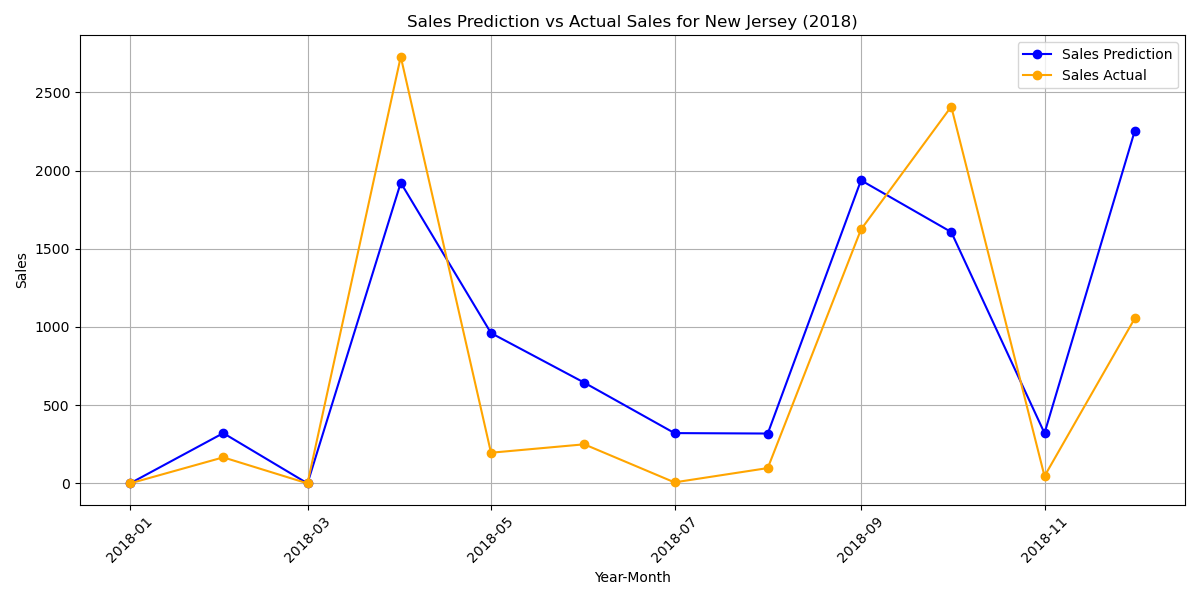 Sales Prediction vs Actual Sales for New Jersey (2018)
Sales Prediction
Sales Actual
2500
2000
1500
1000
500
0
Sales
2018-01
2018-03
2018-05
2018-07
2018-09
2018-11
Year-Month